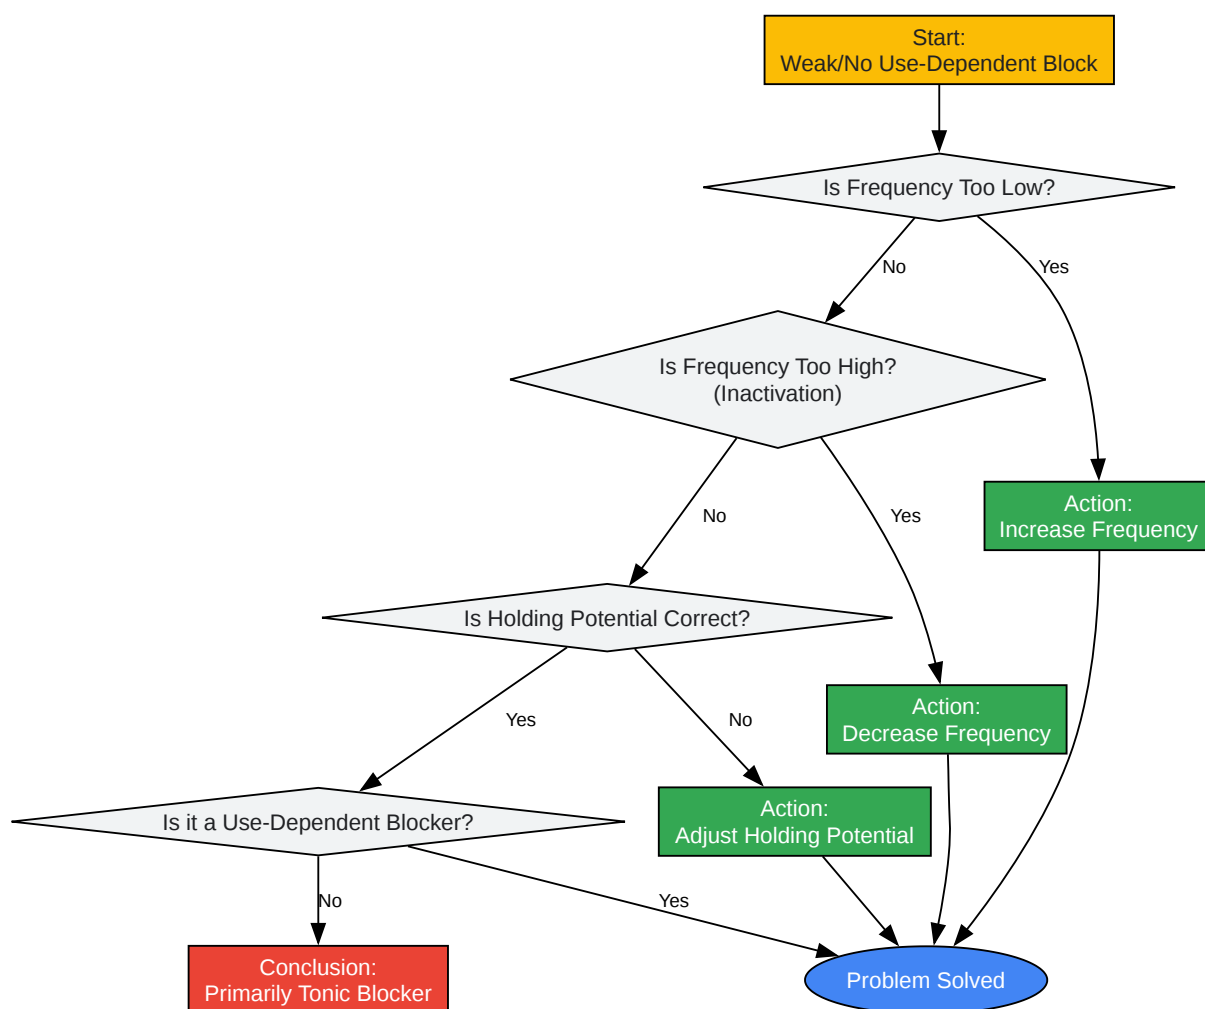 Start:
Weak/No Use-Dependent Block
Is Frequency Too Low?
No
Yes
Is Frequency Too High?
(Inactivation)
No
Yes
Action:
Increase Frequency
Is Holding Potential Correct?
Yes
No
Action:
Decrease Frequency
Is it a Use-Dependent Blocker?
Action:
Adjust Holding Potential
No
Yes
Conclusion:
Primarily Tonic Blocker
Problem Solved